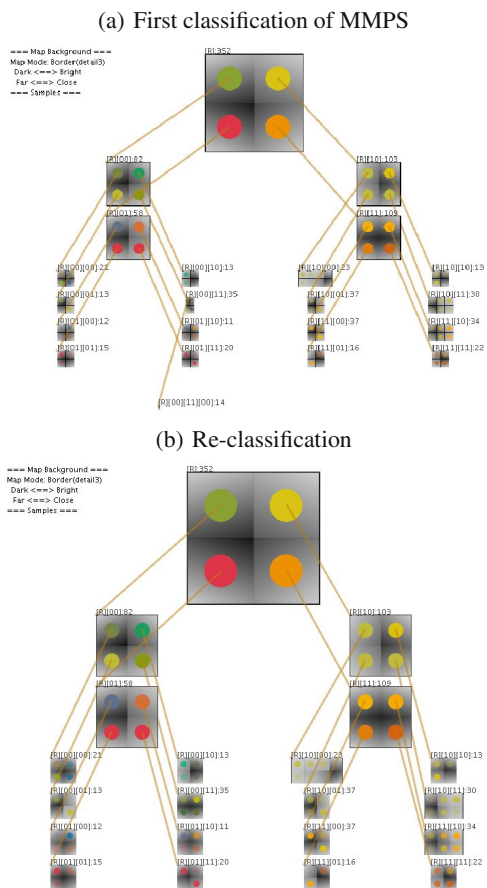 (a) First classification of MMPS
=== Map Background ===
Map Mode: Border(detail3)
Dark <==> Bright
Far <==> Close
=== Samples ===
[R]:352
[R][00]:82
[R][10]:103
[R][01]:58
[R][11]:109
[R][00][00]:21
[R][00][10]:13
[R][10][00]:23
[R][10][10]:13
[R][00][01]:13
[R][00][11]:35
[R][10][01]:37
[R][10][11]:30
[R][01][00]:12
[R][01][10]:11
[R][11][00]:37
[R][11][10]:34
[R][01][01]:15
[R][01][11]:20
[R][11][01]:16
[R][11][11]:22
[R][00][11][00]:14
(b) Re-classification
=== Map Background ===
Map Mode: Border(detail3)
Dark <==> Bright
Far <==> Close
=== Samples ===
[R]:352
[R][00]:82
[R][10]:103
[R][01]:58
[R][11]:109
[R][00][00]:21
[R][00][10]:13
[R][10][00]:23
[R][10][10]:13
[R][00][01]:13
[R][00][11]:35
[R][10][01]:37
[R][10][11]:30
[R][01][00]:12
[R][01][10]:11
[R][11][00]:37
[R][11][10]:34
[R][01][01]:15
[R][01][11]:20
[R][11][01]:16
[R][11][11]:22